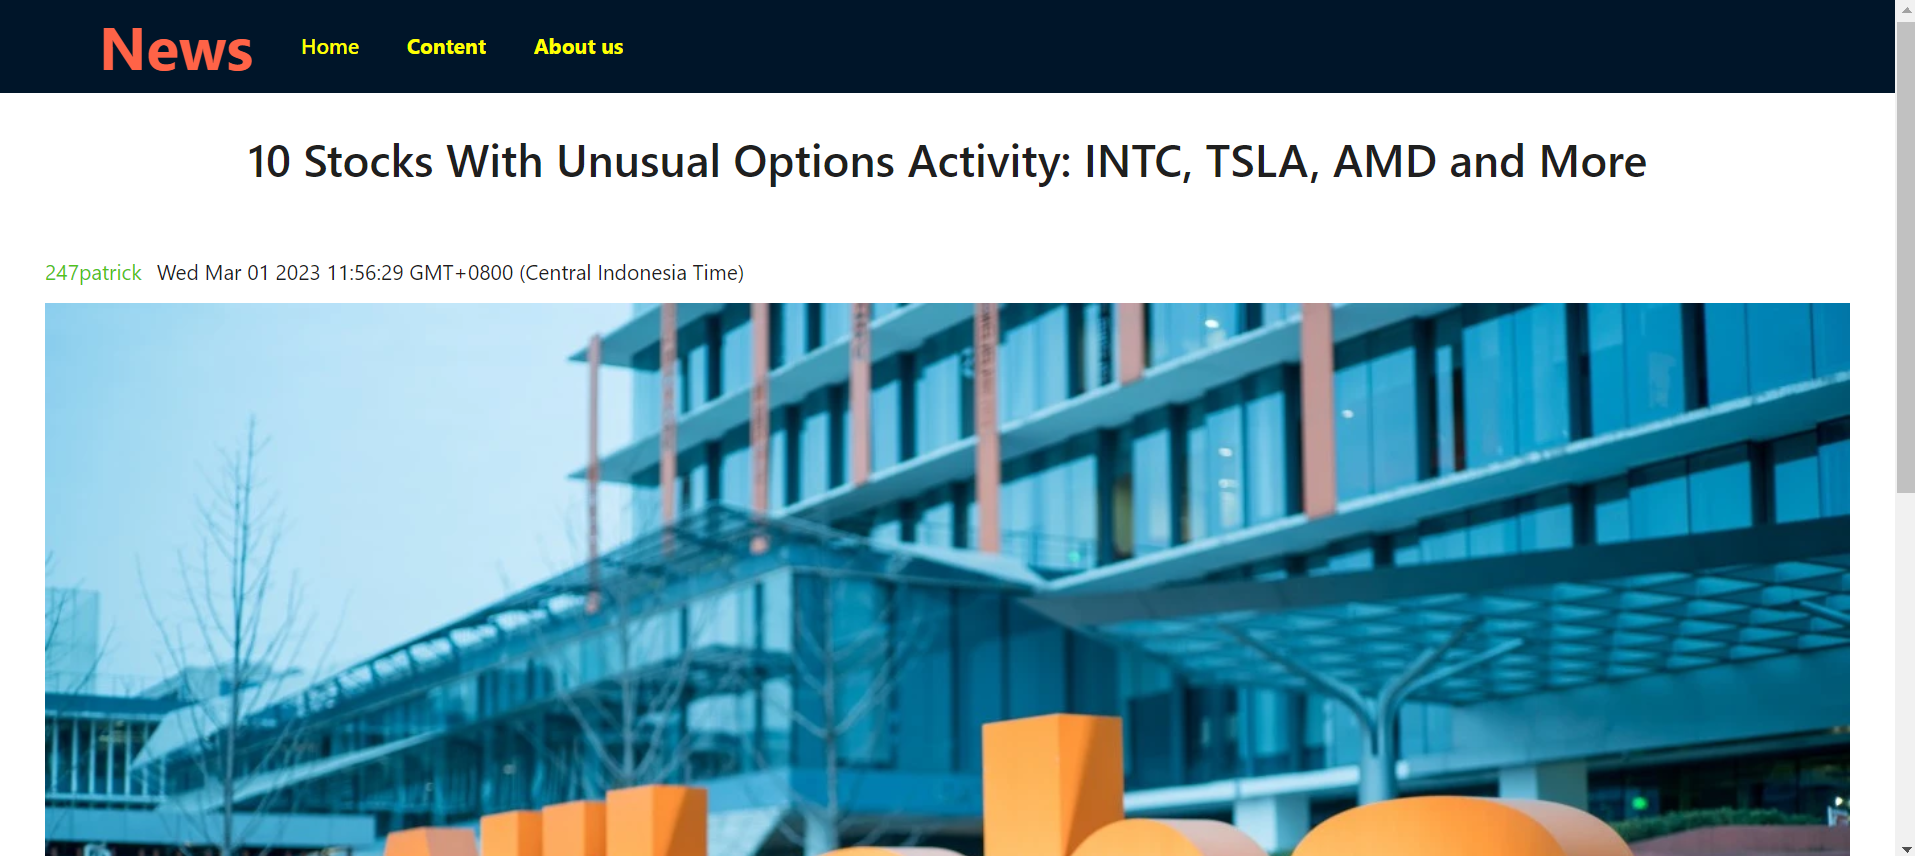 News Home Content About us
10 Stocks With Unusual Options Activity: INTC, TSLA, AMD and More
247patrick Wed Mar 01 2023 11:56:29 GMT+0800 (Central Indonesia Time)